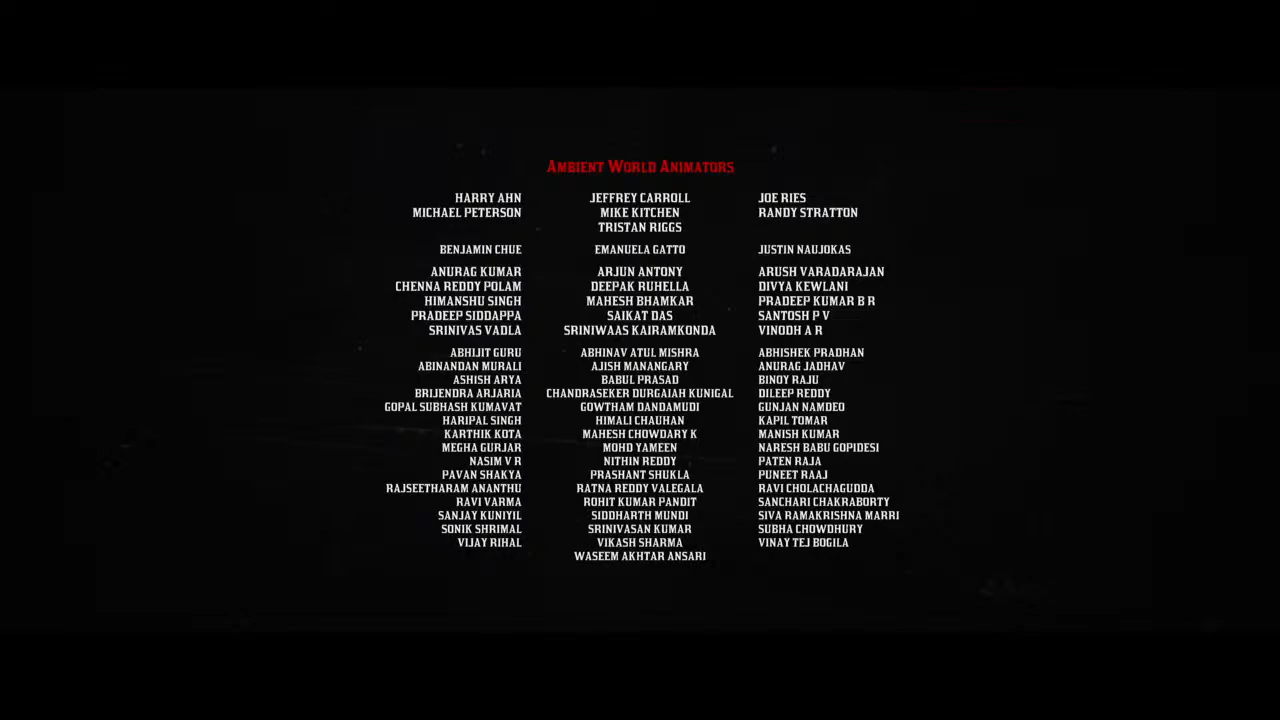 AMBIENT WORLD ANIMATORS
HARRY AHN JEFFREY CARROLL JOE RIES
MICHAEL PETERSON MIKE KITCHEN RANDY STRATTON
TRISTAN RIGGS
BENJAMIN CHUE EMANUELA GATTO JUSTIN NAUJOKAS
ANURAG KUMAR ARJUN ANTONY ARUSH VARADARAJAN
CHENNA REDDY POLAM DEEPAK RUHELLA DIVYA KEWLANI
HIMANSHU SINGH MAHESH BHAMKAR PRADEEP KUMAR B R
PRADEEP SIDDAPPA SAIKAT DAS SANTOSH P V
SRINIVAS VADLA SRINIWAAS KAIRAMKONDA VINODH A R
ABHIJIT GURU ABHINAV ATUL MISHRA ABHISHEK PRADHAN
ABINANDAN MURALI AJISH MANANGARY ANURAG JADHAV
ASHISH ARYA BABUL PRASAD BINOY RAJU
BRIJENDRA ARJARIA CHANDRASEKER DURGAIAH KUNIGAL DILEEP REDDY
GOPAL SUBHASH KUMAVAT GOWTHAM DANDAMUDI GUNJAN NAMDEO
HARIPAL SINGH HIMALI CHAUHAN KAPIL TOMAR
KARTHIK KOTA MAHESH CHOWDARY K MANISH KUMAR
MEGHA GURJAR MOHD YAMEEN NARESH BABU GOPIDESI
NASIM V R NITHIN REDDY PATEN RAJA
PAVAN SHAKYA PRASHANT SHUKLA PUNEET RAAJ
RAJSEETHARAM ANANTHU RATNA REDDY VALEGALA RAVI CHOLACHAGUDDA
RAVI VARMA ROHIT KUMAR PANDIT SANCHARI CHAKRABORTY
SANJAY KUNIYIL SIDDHARTH MUNDI SIVA RAMAKRISHNA MARRI
SONIK SHRIMAL SRINIVASAN KUMAR SUBHA CHOWDHURY
VIJAY RIHAL VIKASH SHARMA VINAY TEJ BOGILA
WASEEM AKHTAR ANSARI